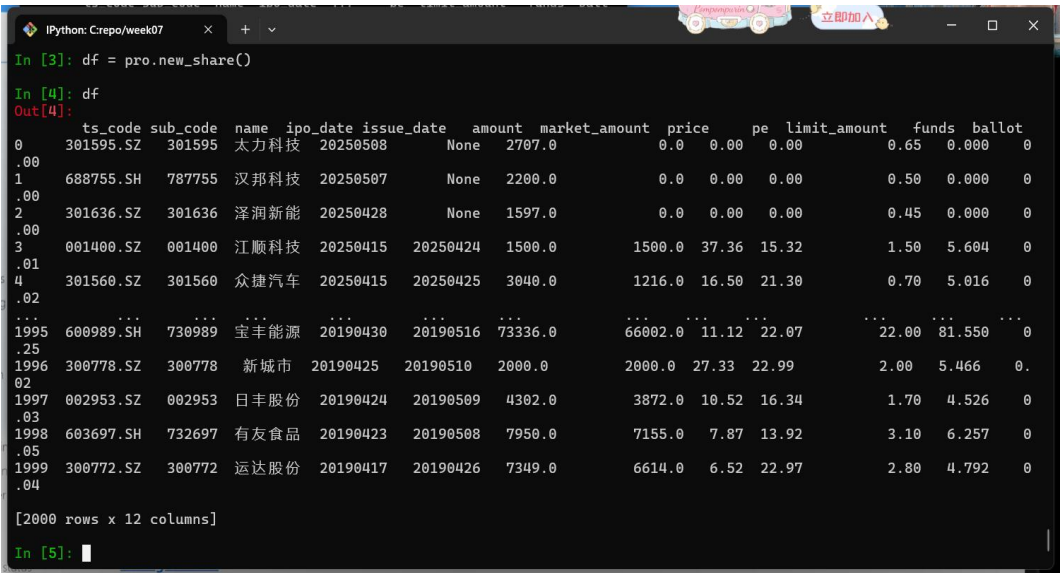 Pompompurin
立即加入
IPython: C:repo/week07
In [3]: df = pro.new_share()
In [4]: df
Out[4]:
ts_code sub_code name ipo_date issue_date amount market_amount price pe limit_amount funds ballot
0 301595.SZ 301595 太力科技 20250508 None 2707.0 0.0 0.00 0.00 0.65 0.000 0
.00
1 688755.SH 787755 汉邦科技 20250507 None 2200.0 0.0 0.00 0.00 0.50 0.000 0
.00
2 301636.SZ 301636 泽润新能 20250428 None 1597.0 0.0 0.00 0.00 0.45 0.000 0
.00
3 001400.SZ 001400 江顺科技 20250415 20250424 1500.0 1500.0 37.36 15.32 1.50 5.604 0
.01
4 301560.SZ 301560 众捷汽车 20250415 20250425 3040.0 1216.0 16.50 21.30 0.70 5.016 0
.02
... ... ... ... ... ... ... ... ... ... ... ... ...
1995 600989.SH 730989 宝丰能源 20190430 20190516 73336.0 66002.0 11.12 22.07 22.00 81.550 0
.25
1996 300778.SZ 300778 新城市 20190425 20190510 2000.0 2000.0 27.33 22.99 2.00 5.466 0.
02
1997 002953.SZ 002953 日丰股份 20190424 20190509 4302.0 3872.0 10.52 16.34 1.70 4.526 0
.03
1998 603697.SH 732697 有友食品 20190423 20190508 7950.0 7155.0 7.87 13.92 3.10 6.257 0
.05
1999 300772.SZ 300772 运达股份 20190417 20190426 7349.0 6614.0 6.52 22.97 2.80 4.792 0
.04
[2000 rows x 12 columns]
In [5]: